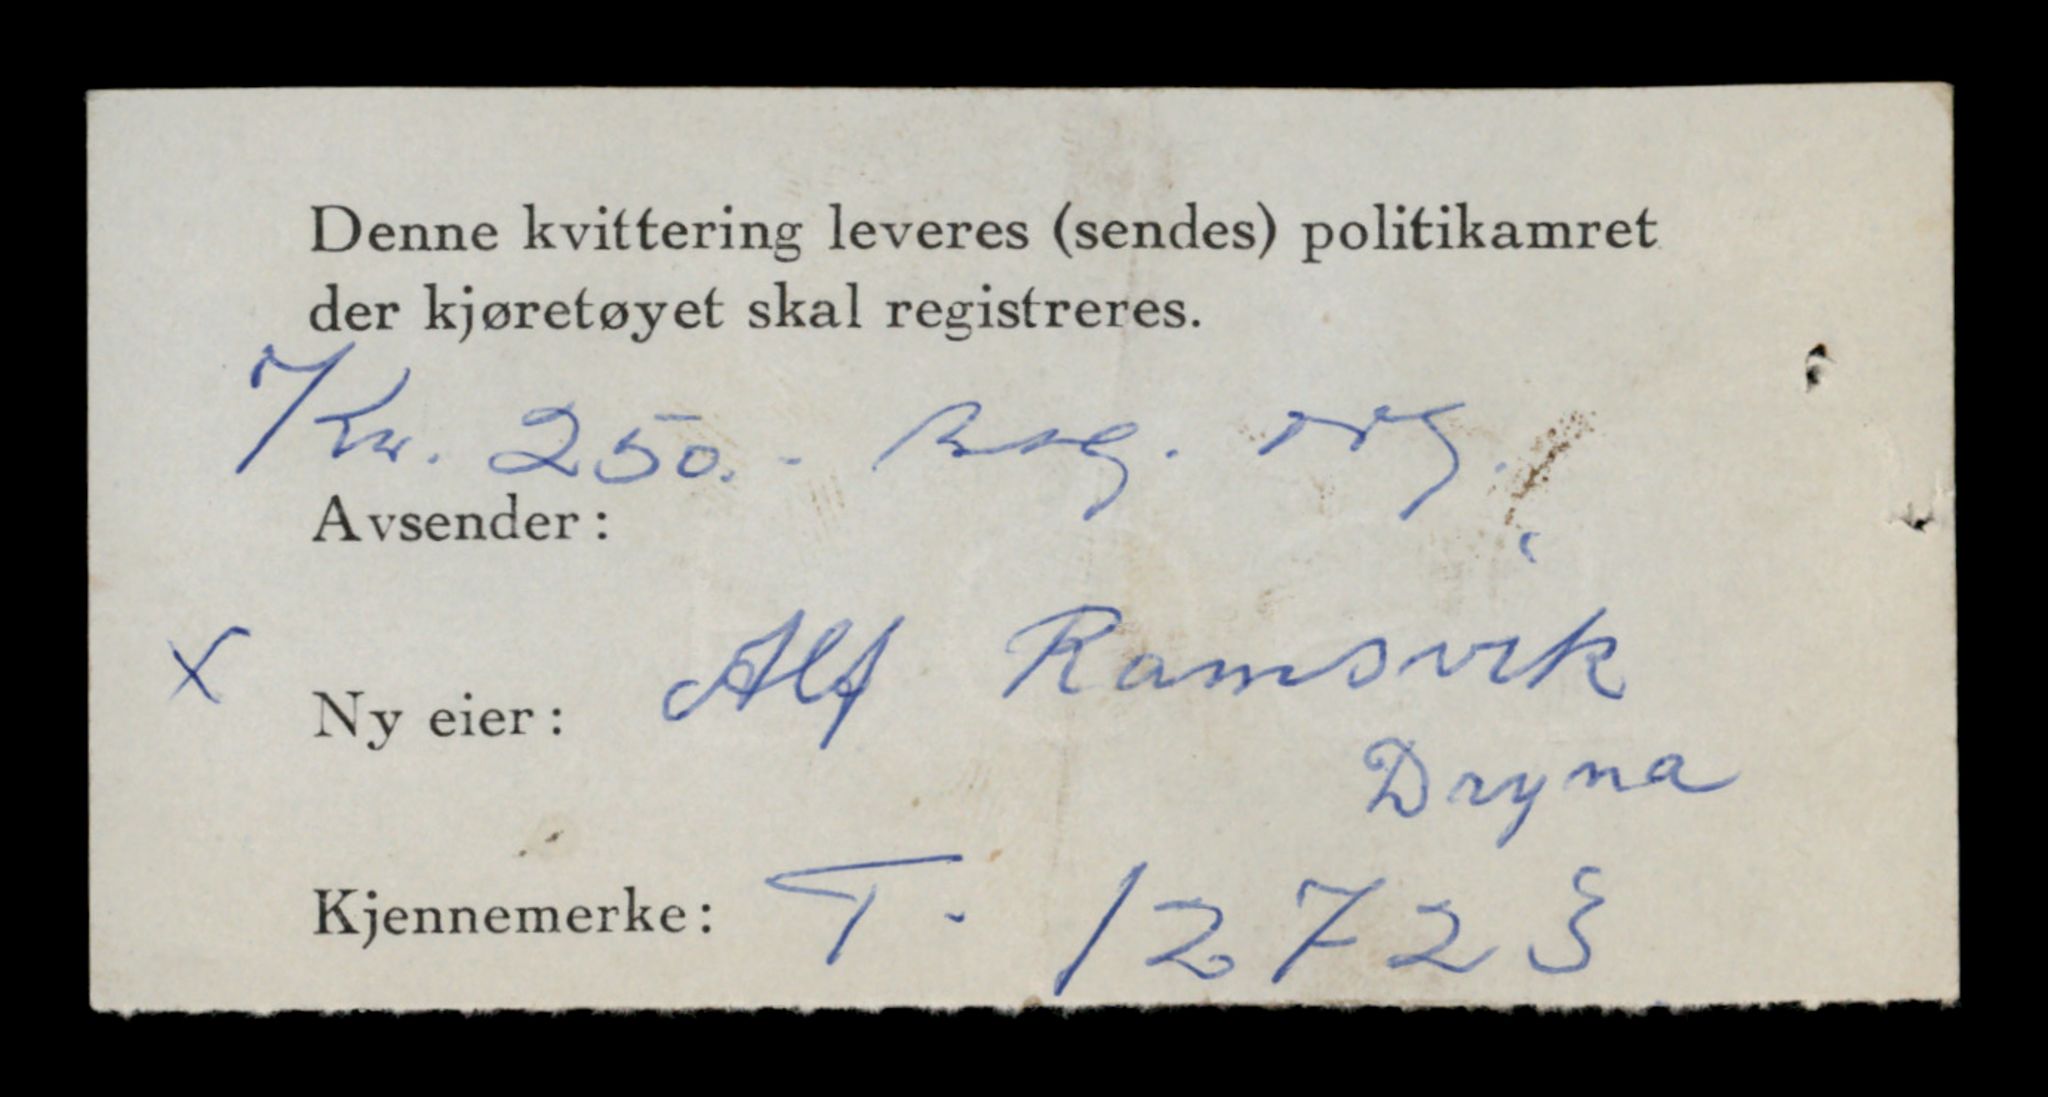 Denne kvittering leveres (sendes) politikamret
der kjøretøyet skal registreres.
Kr. 250.-
Avsender:
x
Ny eier: Alf Ramsvik
Dryna
Kjennemerke: T - 12723